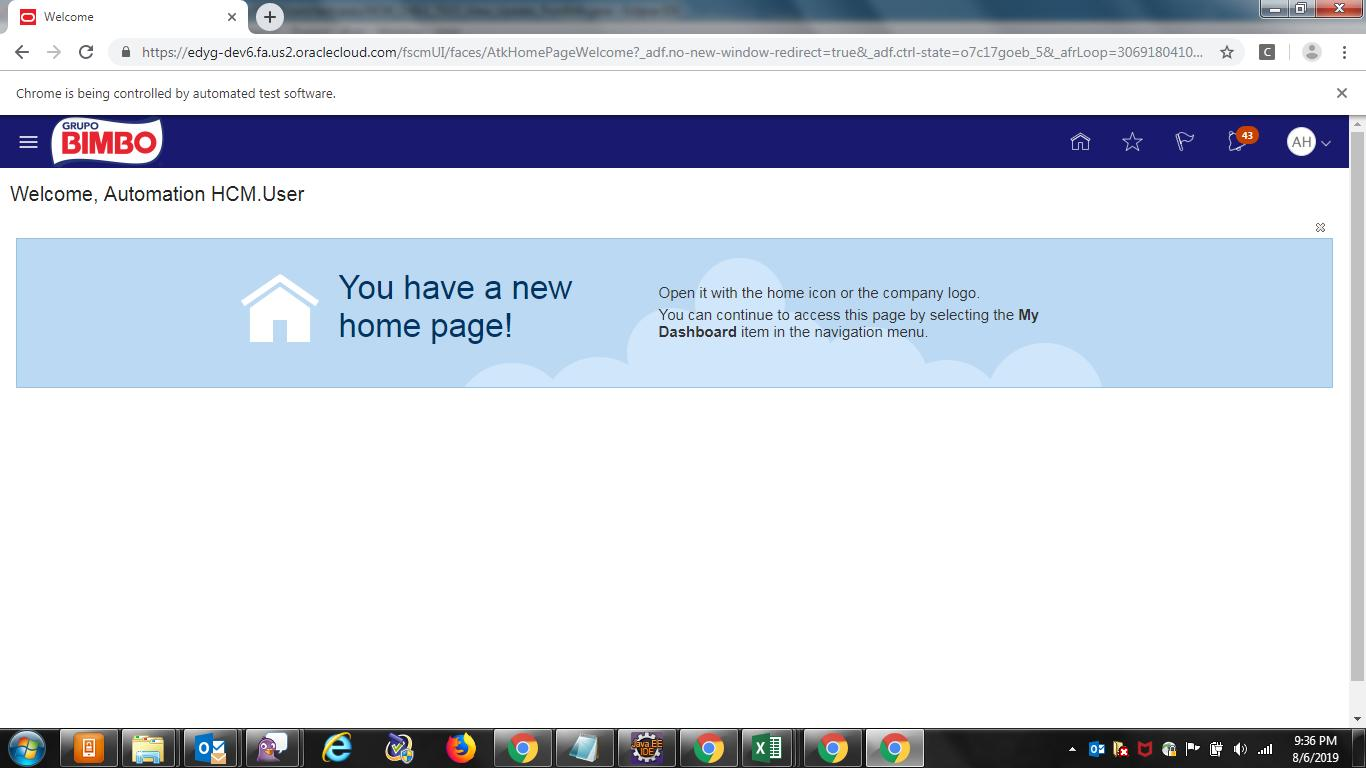 Welcome
https://edyg-dev6.fa.us2.oraclecloud.com/fscmUI/faces/AtkHomePageWelcome?_adf.no-new-window-redirect=true&_adf.ctrl-state=o7c17goeb_5&_afrLoop=3069180410...
C
Chrome is being controlled by automated test software.
GRUPO
BIMBO
43
AH
Welcome, Automation HCM.User
You have a new
home page!
Open it with the home icon or the company logo.
You can continue to access this page by selecting the My
Dashboard item in the navigation menu.
Java EE
IDE
9:36 PM
8/6/2019